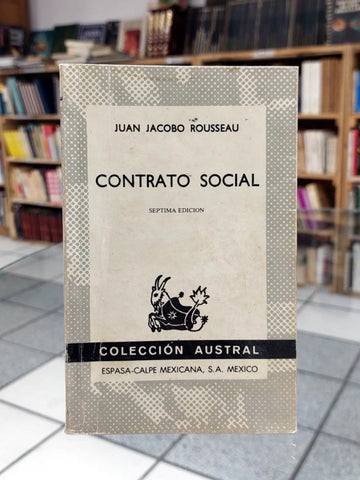 JUAN JACOBO ROUSSEAU
CONTRATO SOCIAL
SEPTIMA EDICION
COLECCIÓN AUSTRAL
ESPASA-CALPE MEXICANA, S.A. MEXICO